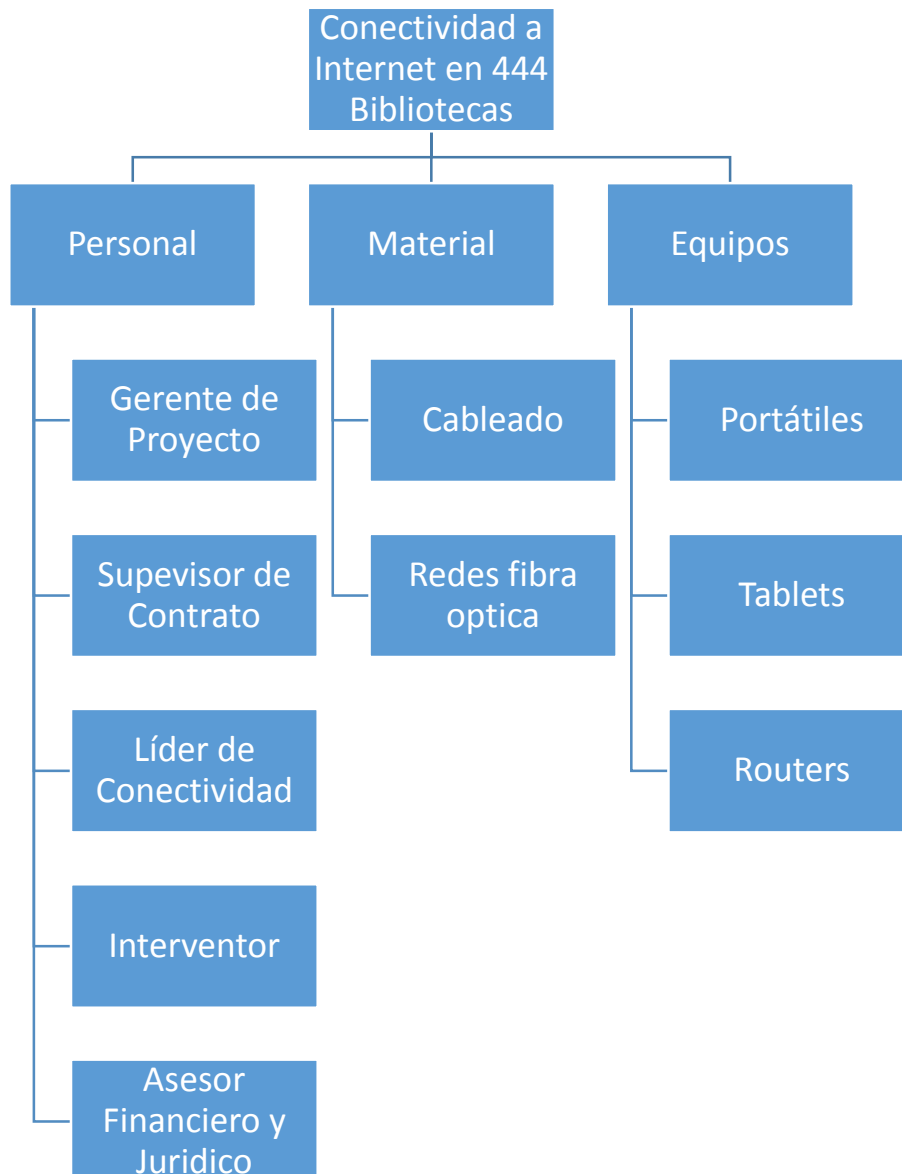 Conectividad a
Internet en 444
Bibliotecas
Personal
Material
Equipos
Gerente de
Proyecto
Supevisor de
Contrato
Líder de
Conectividad
Interventor
Asesor
Financiero y
Juridico
Cableado
Redes fibra
optica
Portátiles
Tablets
Routers